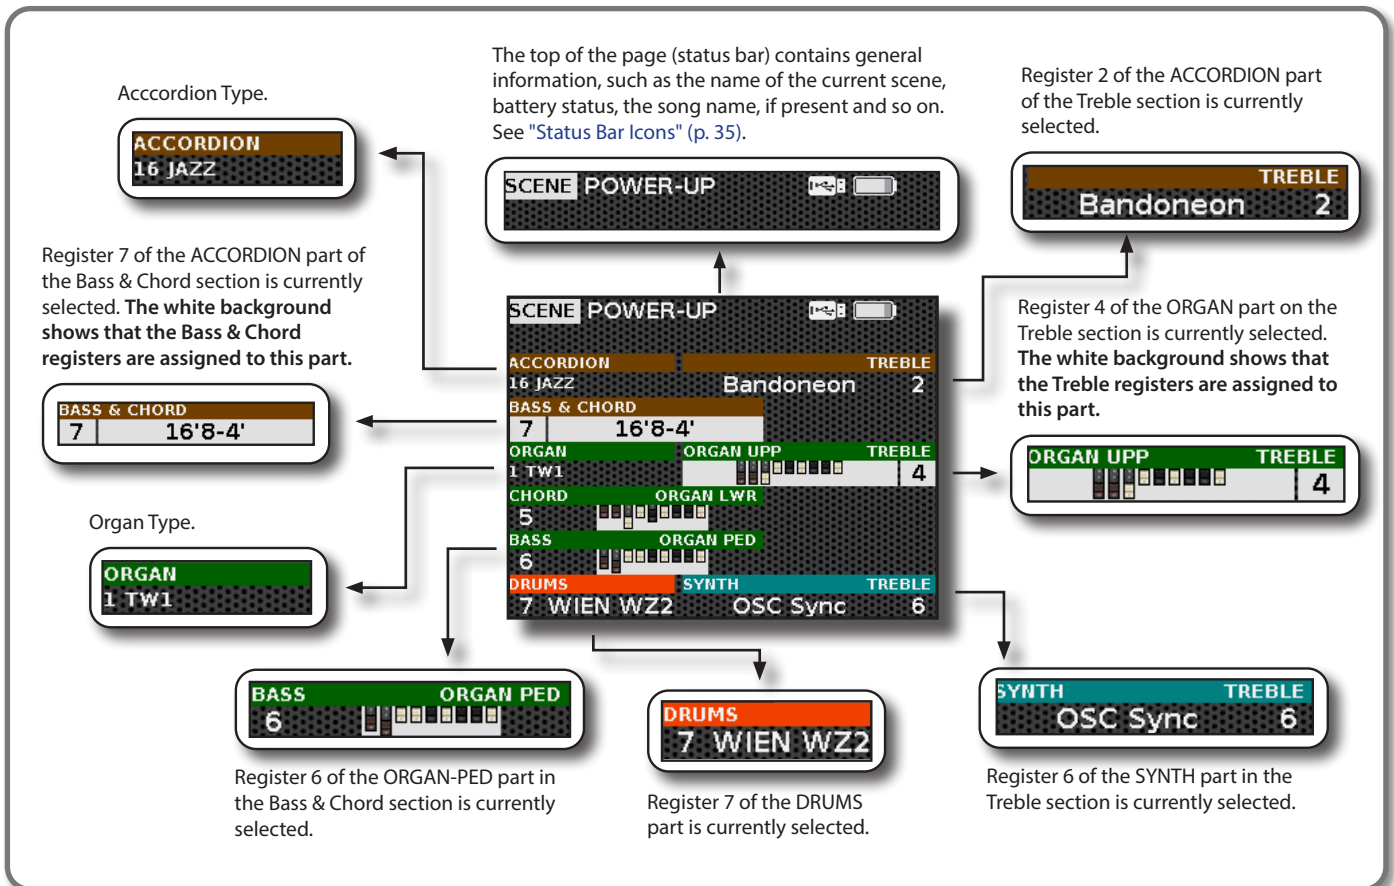 The top of the page (status bar) contains general
information, such as the name of the current scene,
battery status, the song name, if present and so on.
See "Status Bar Icons" (p. 35).
SCENE POWER-UP
Acccordion Type.
ACCORDION
16 JAZZ
Register 2 of the ACCORDION part
of the Treble section is currently
selected.
TREBLE
Bandoneon 2
Register 7 of the ACCORDION part of
the Bass & Chord section is currently
selected. The white background
shows that the Bass & Chord
registers are assigned to this part.
BASS & CHORD
7 16'8-4'
SCENE POWER-UP
ACCORDION TREBLE
16 JAZZ Bandoneon 2
BASS & CHORD
7 16'8-4'
ORGAN ORGAN UPP TREBLE
1 TW1 4
CHORD ORGAN LWR
5
BASS ORGAN PED
6
DRUMS SYNTH TREBLE
7 WIEN WZ2 OSC Sync 6
Register 4 of the ORGAN part on the
Treble section is currently selected.
The white background shows that
the Treble registers are assigned to
this part.
ORGAN UPP TREBLE
4
Organ Type.
ORGAN
1 TW1
BASS ORGAN PED
6
Register 6 of the ORGAN-PED part in
the Bass & Chord section is currently
selected.
DRUMS
7 WIEN WZ2
Register 7 of the DRUMS
part is currently selected.
SYNTH TREBLE
OSC Sync 6
Register 6 of the SYNTH part in the
Treble section is currently selected.